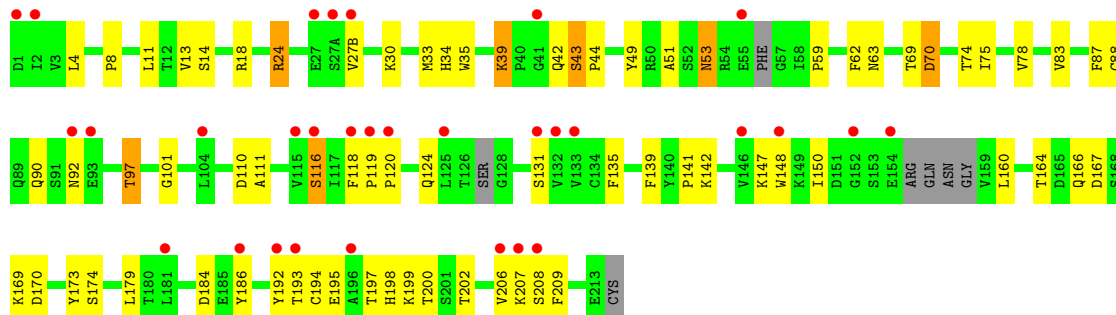 D1 I2 V3 L4 P8 L11 T12 V13 S14 R18 R24 E27 S27A V27B K30 M33 H34 W35 K39 P40 G41 Q42 S43 P44 Y49 R50 A51 S52 N53 R54 E55 PHE G57 I58 P59 F62 N63 T69 D70 T74 I75 V78 V83 F87 C88
Q89 Q90 S91 N92 E93 T97 G101 L104 D110 A111 V115 S116 I117 F118 P119 P120 Q124 L125 T126 SER G128 S131 V132 V133 C134 F135 F139 Y140 P141 K142 V146 K147 W148 K149 I150 D151 G152 S153 E154 ARG GLN ASN GLY V159 L160 T164 D165 Q166 D167 S168
K169 D170 Y173 S174 L179 T180 L181 D184 E185 Y186 Y192 T193 C194 E195 A196 T197 H198 K199 T200 S201 T202 V206 K207 S208 F209 E213 CYS